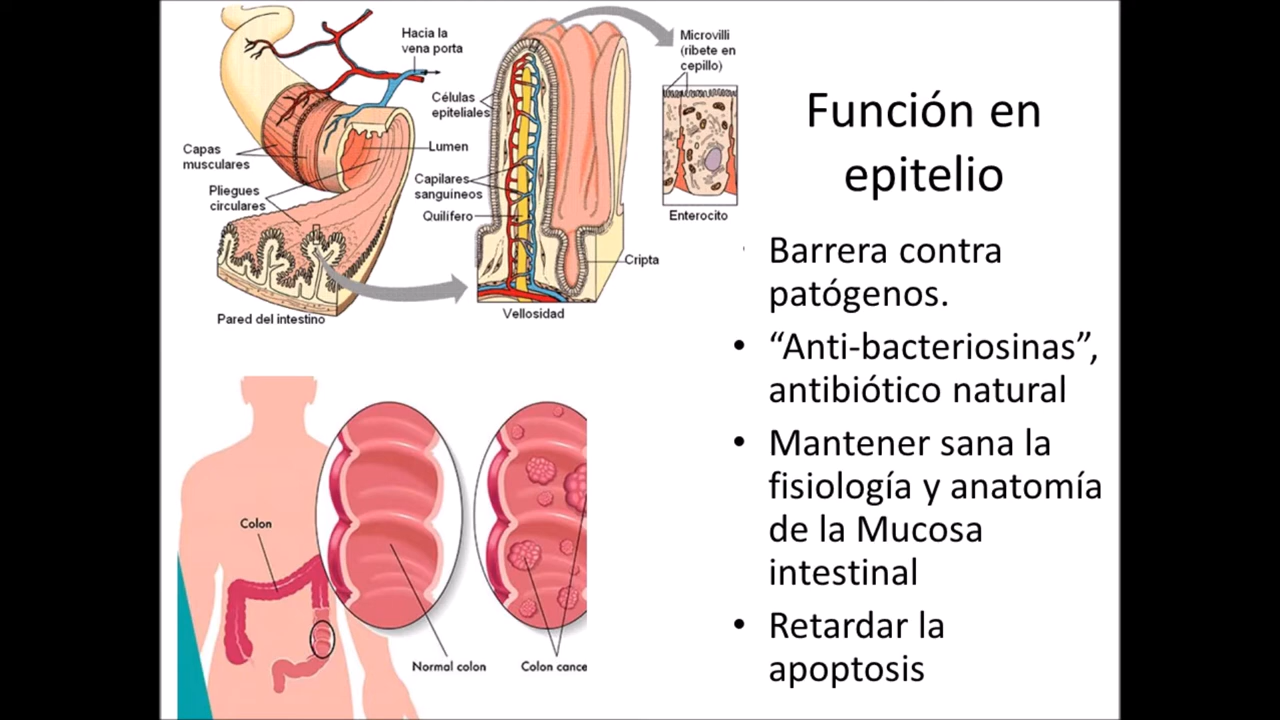 Hacia la
vena porta
Células
epiteliales
Capas
musculares
Lumen
Pliegues
circulares
Capilares
sanguíneos
Quilífero
Cripta
Pared del intestino
Vellosidad
Microvilli
(ribete en
cepillo)
Enterocito
Función en
epitelio
Barrera contra
patógenos.
• “Anti-bacteriosinas”,
antibiótico natural
• Mantener sana la
fisiología y anatomía
de la Mucosa
intestinal
• Retardar la
apoptosis
Colon
Normal colon
Colon cance